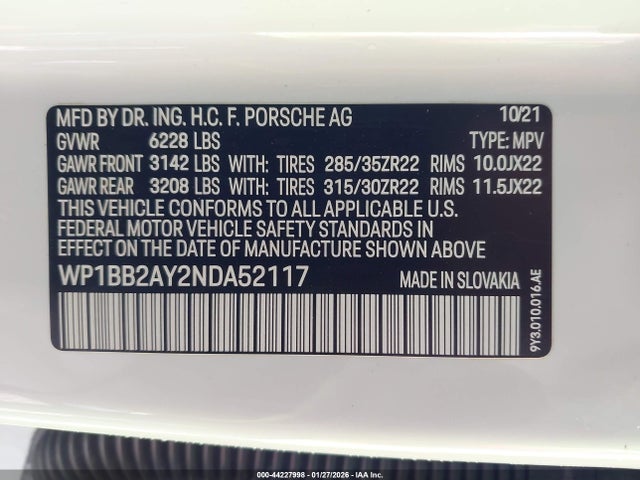 MFD BY DR. ING. H.C. F. PORSCHE AG 10/21
GVWR 6228 LBS TYPE: MPV
GAWR FRONT 3142 LBS WITH: TIRES 285/35ZR22 RIMS 10.0JX22
GAWR REAR 3208 LBS WITH: TIRES 315/30ZR22 RIMS 11.5JX22
THIS VEHICLE CONFORMS TO ALL APPLICABLE U.S.
FEDERAL MOTOR VEHICLE SAFETY STANDARDS IN
EFFECT ON THE DATE OF MANUFACTURE SHOWN ABOVE.
WP1BB2AY2NDA52117 MADE IN SLOVAKIA
9Y3.010.016.AE
000-44227998 - 01/27/2026 - IAA Inc.